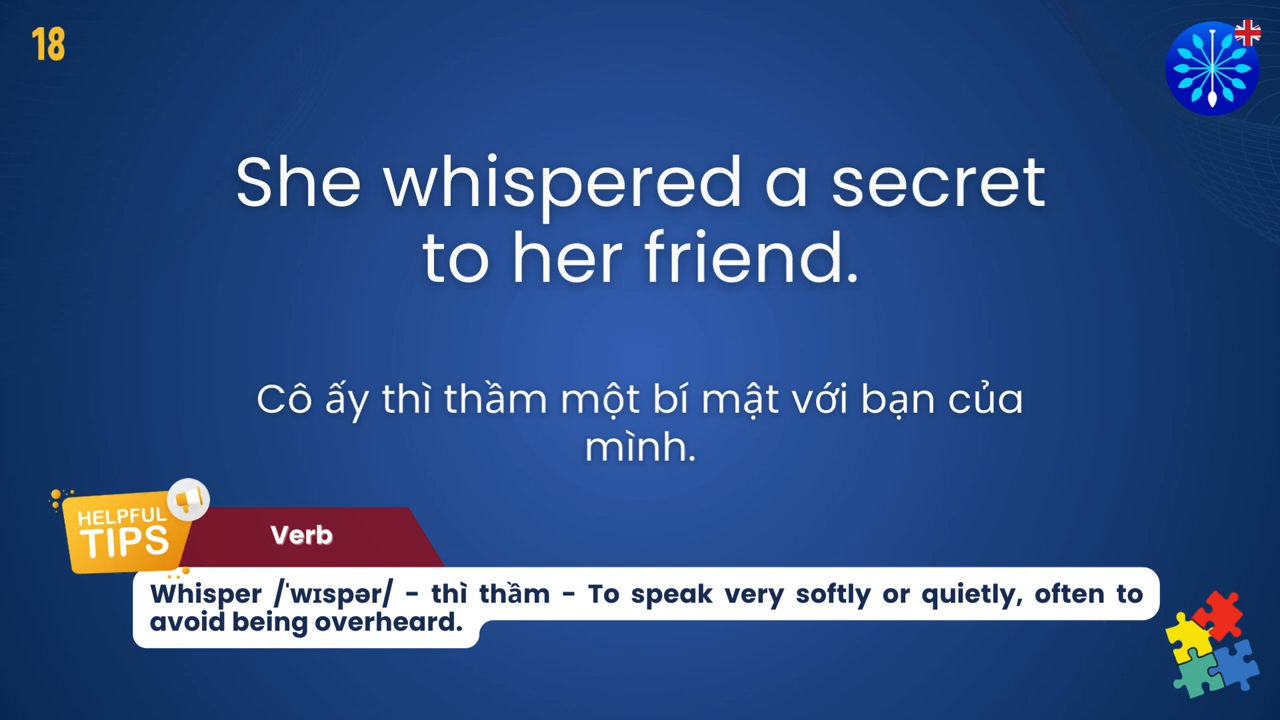 18
She whispered a secret
to her friend.
Cô ấy thì thầm một bí mật với bạn của
mình.
HELPFUL
TIPS
Verb
Whisper /ˈwɪspər/ - thì thầm - To speak very softly or quietly, often to
avoid being overheard.